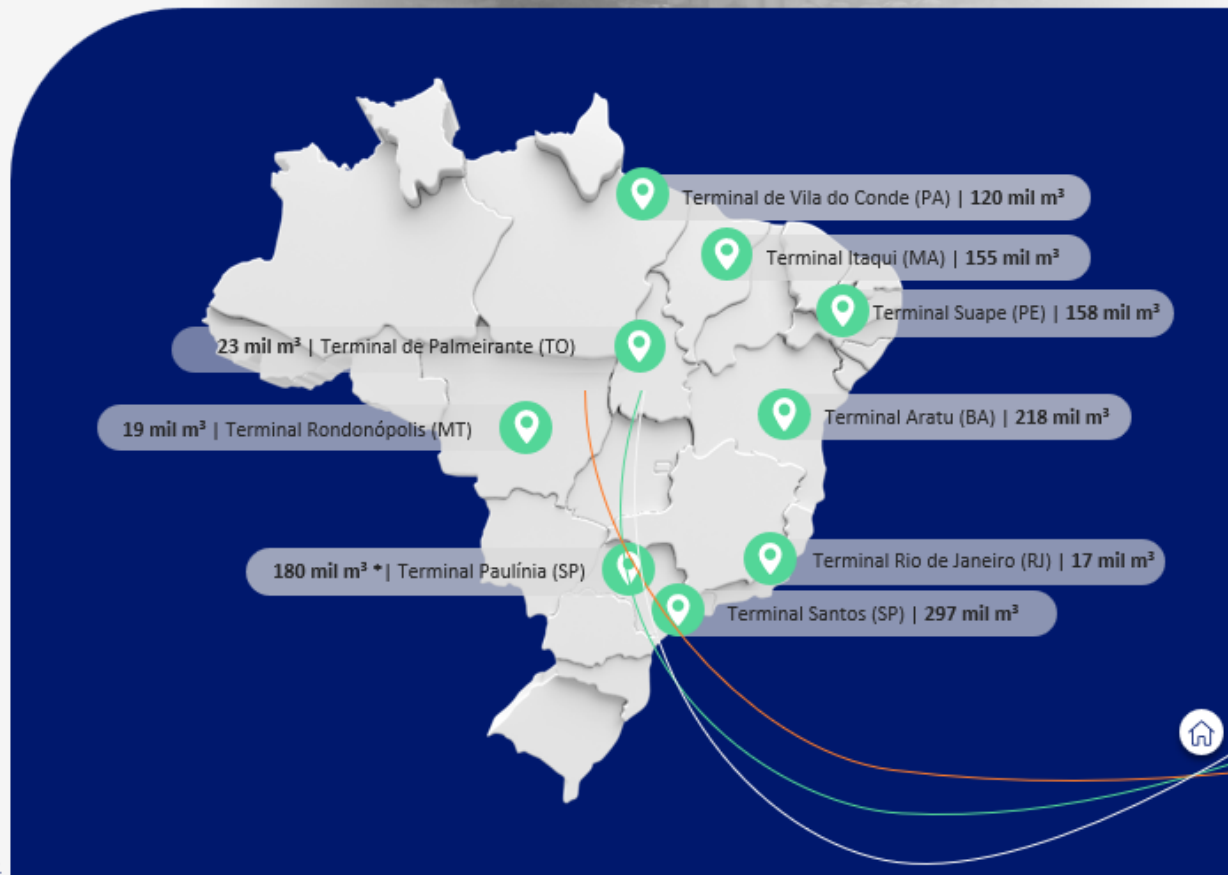 Terminal de Vila do Conde (PA) | 120 mil m³
Terminal Itaqui (MA) | 155 mil m³
Terminal Suape (PE) | 158 mil m³
23 mil m³ | Terminal de Palmeirante (TO)
Terminal Aratu (BA) | 218 mil m³
19 mil m³ | Terminal Rondonópolis (MT)
Terminal Rio de Janeiro (RJ) | 17 mil m³
180 mil m³ *| Terminal Paulínia (SP)
Terminal Santos (SP) | 297 mil m³